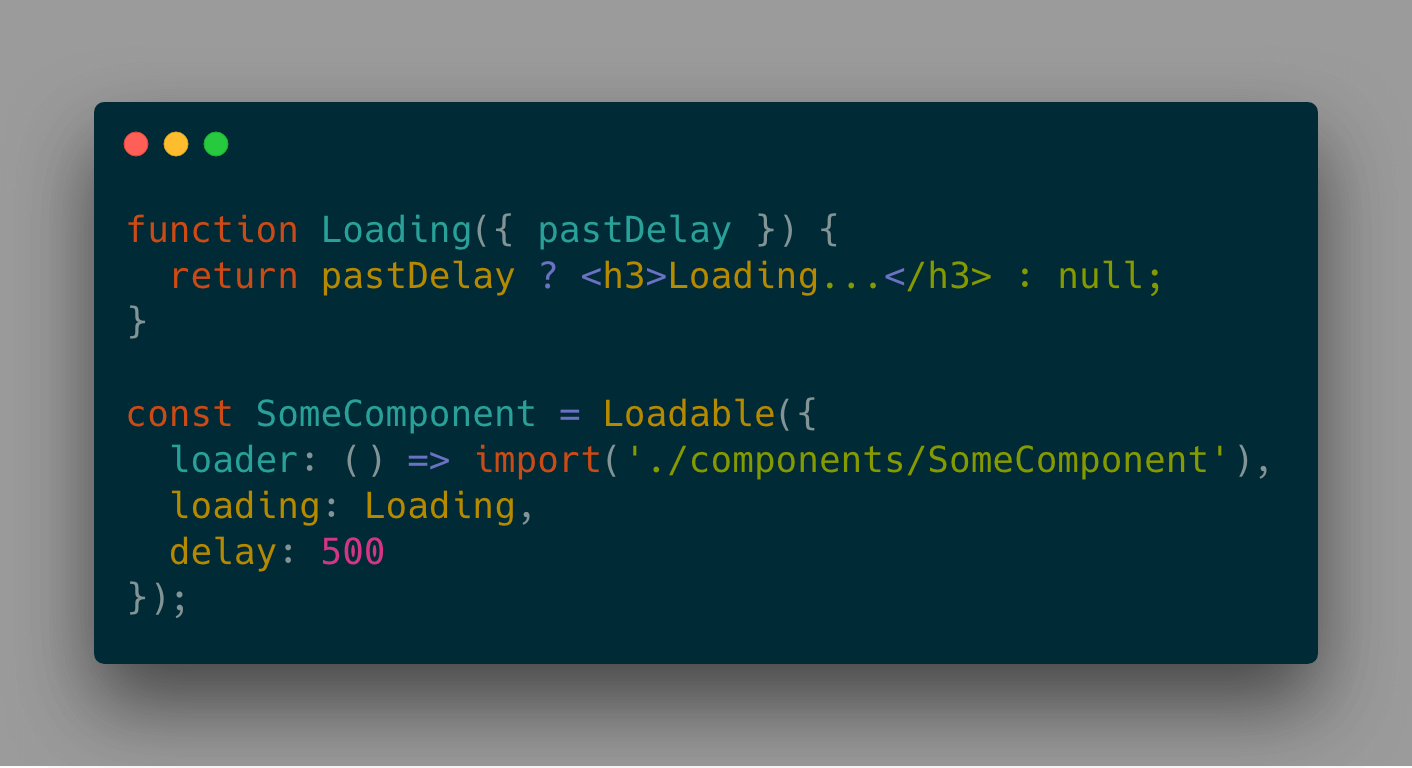 function Loading({ pastDelay }) {
  return pastDelay ? <h3>Loading...</h3> : null;
}

const SomeComponent = Loadable({
  loader: () => import('./components/SomeComponent'),
  loading: Loading,
  delay: 500
});